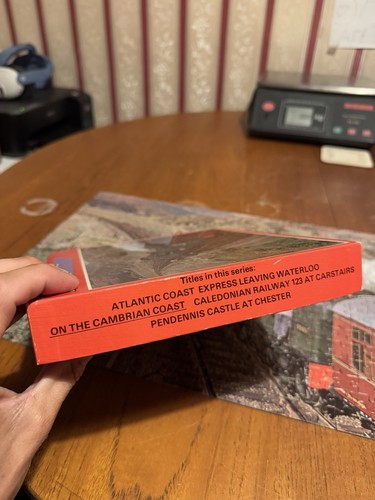 Titles in this series:
ATLANTIC COAST EXPRESS LEAVING WATERLOO
ON THE CAMBRIAN COAST CALEDONIAN RAILWAY 123 AT CARSTAIRS
PENDENNIS CASTLE AT CHESTER